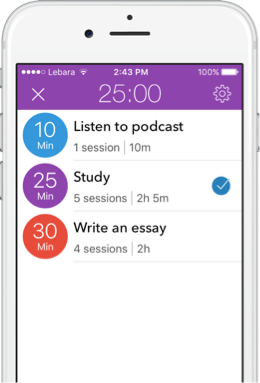 Lebara 2:43 PM 100%
25:00
10 Min
Listen to podcast
1 session | 10m
25 Min
Study
5 sessions | 2h 5m
30 Min
Write an essay
4 sessions | 2h